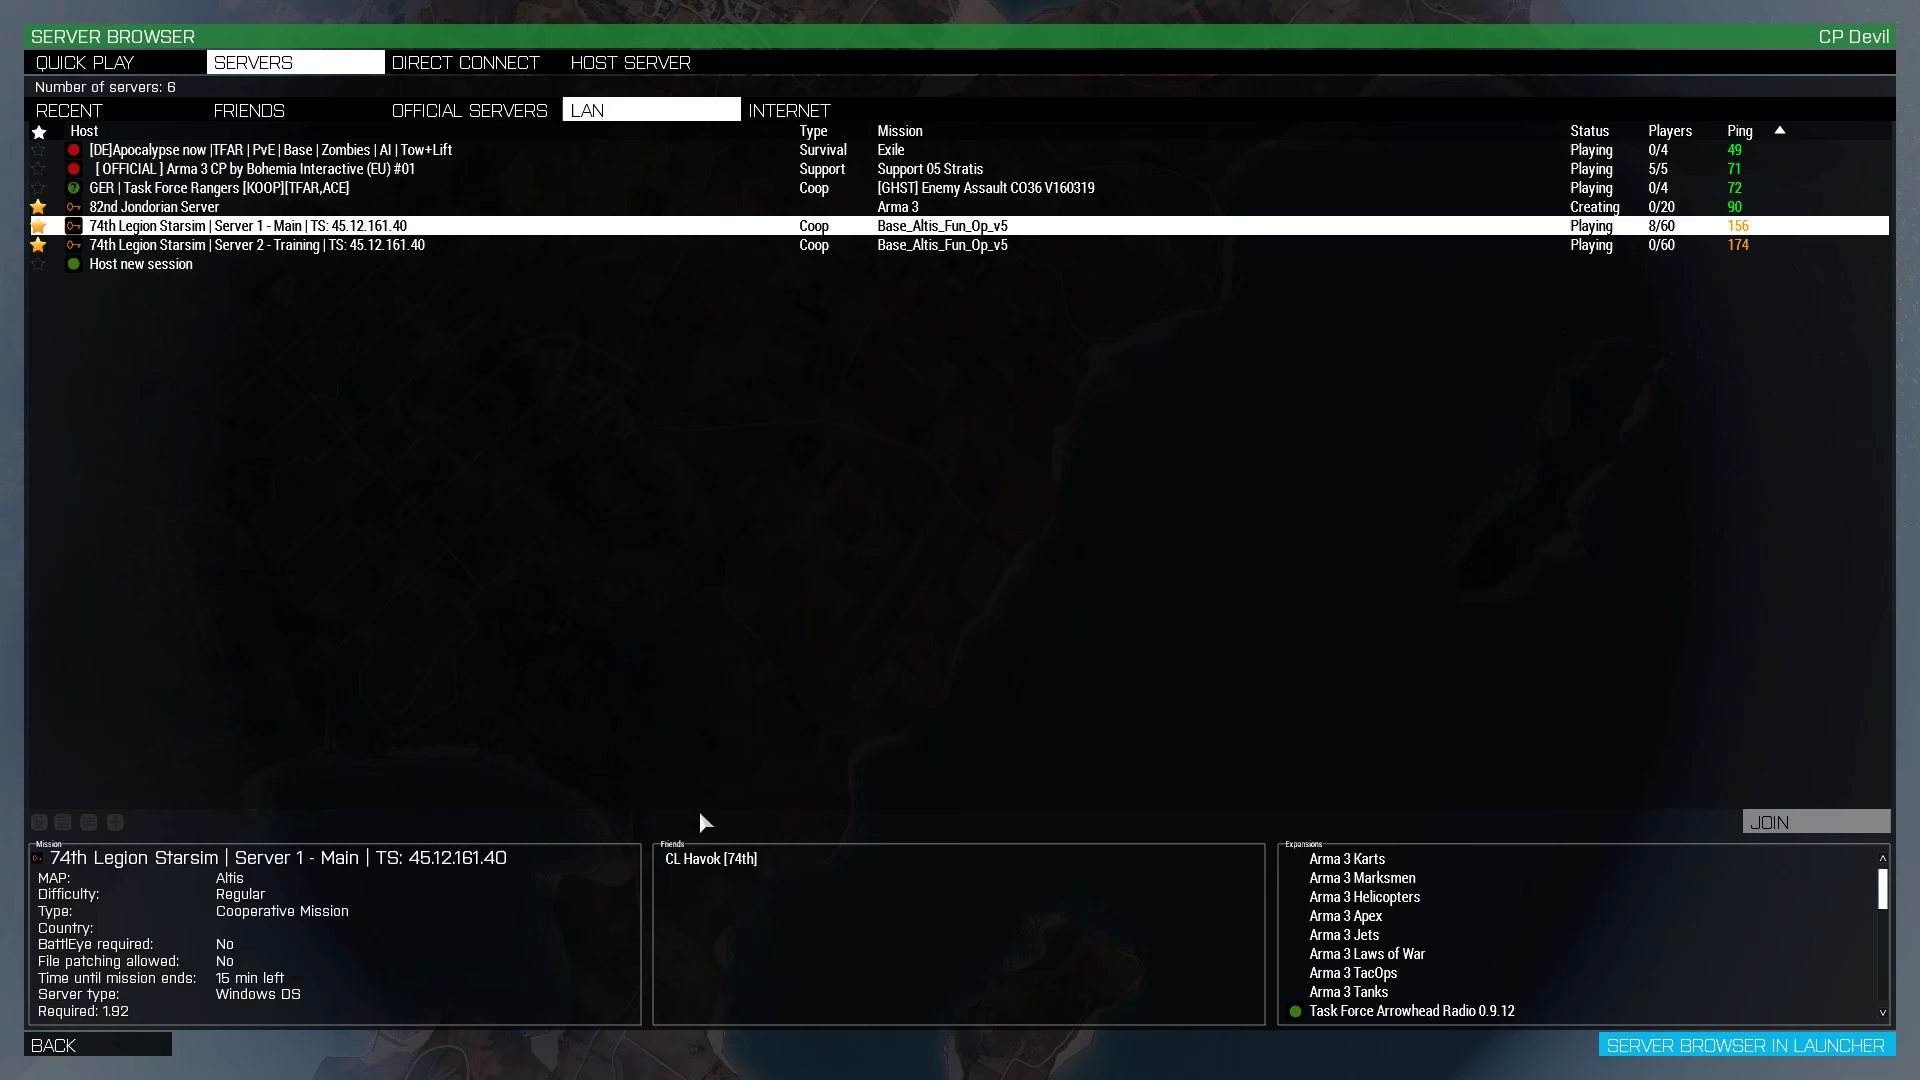 SERVER BROWSER CP Devil
QUICK PLAY SERVERS DIRECT CONNECT HOST SERVER
Number of servers: 6
RECENT FRIENDS OFFICIAL SERVERS LAN INTERNET
Host Type Mission Status Players Ping
[DE]Apocalypse now |TFAR | PvE | Base | Zombies | AI | Tow+Lift Survival Exile Playing 0/4 49
[ OFFICIAL ] Arma 3 CP by Bohemia Interactive (EU) #01 Support Support 05 Stratis Playing 5/5 71
GER | Task Force Rangers [KOOP][TFAR,ACE] Coop [GHST] Enemy Assault CO36 V160319 Playing 0/4 72
82nd Jondorian Server Arma 3 Creating 0/20 90
74th Legion Starsim | Server 1 - Main | TS: 45.12.161.40 Coop Base_Altis_Fun_Op_v5 Playing 8/60 156
74th Legion Starsim | Server 2 - Training | TS: 45.12.161.40 Coop Base_Altis_Fun_Op_v5 Playing 0/60 174
Host new session
JOIN
Mission
74th Legion Starsim | Server 1 - Main | TS: 45.12.161.40
MAP: Altis
Difficulty: Regular
Type: Cooperative Mission
Country:
BattlEye required: No
File patching allowed: No
Time until mission ends: 15 min left
Server type: Windows DS
Required: 1.92
Friends
CL Havok [74th]
Expansions
Arma 3 Karts
Arma 3 Marksmen
Arma 3 Helicopters
Arma 3 Apex
Arma 3 Jets
Arma 3 Laws of War
Arma 3 TacOps
Arma 3 Tanks
Task Force Arrowhead Radio 0.9.12
BACK SERVER BROWSER IN LAUNCHER